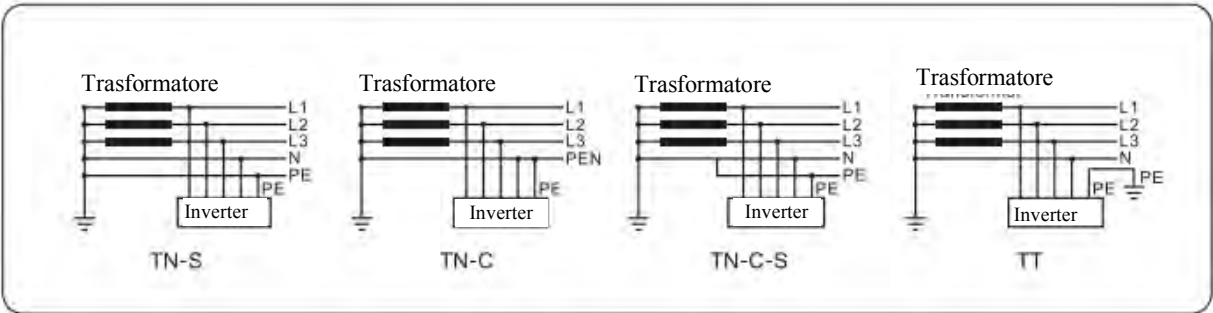 Trasformatore
L1
L2
L3
N
PE
PE
Inverter
TN-S
Trasformatore
L1
L2
L3
PEN
PE
Inverter
TN-C
Trasformatore
L1
L2
L3
N
PE
PE
Inverter
TN-C-S
Trasformatore
L1
L2
L3
N
PE
PE
Inverter
TT